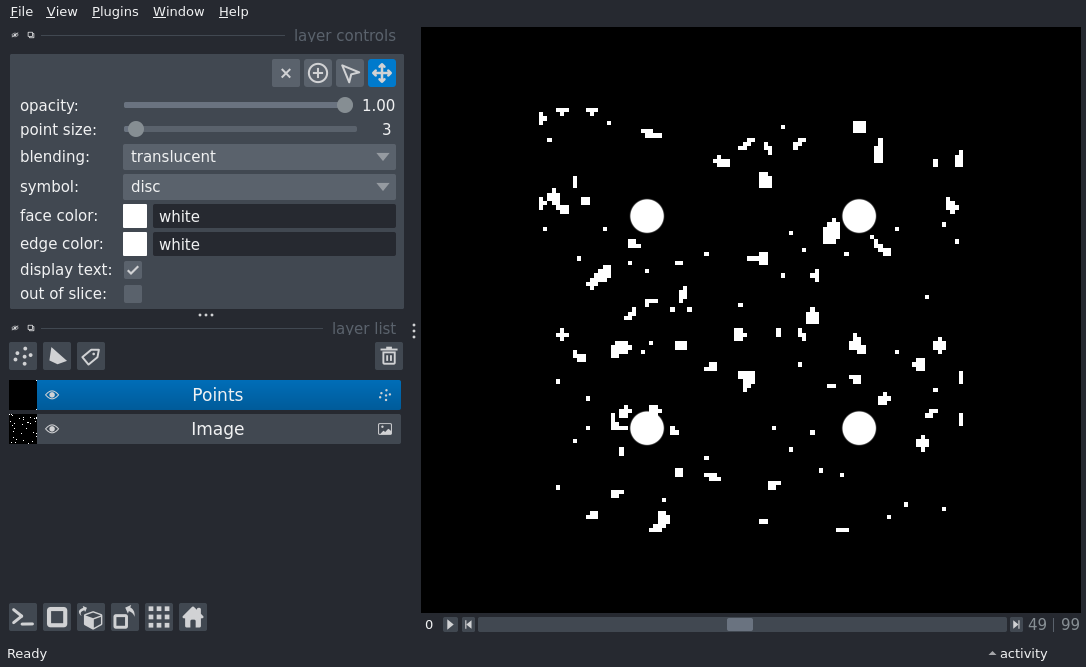 File View Plugins Window Help
layer controls
opacity: 1.00
point size: 3
blending: translucent
symbol: disc
face color: white
edge color: white
display text:
out of slice:
layer list
Points
Image
0 49 | 99
Ready activity